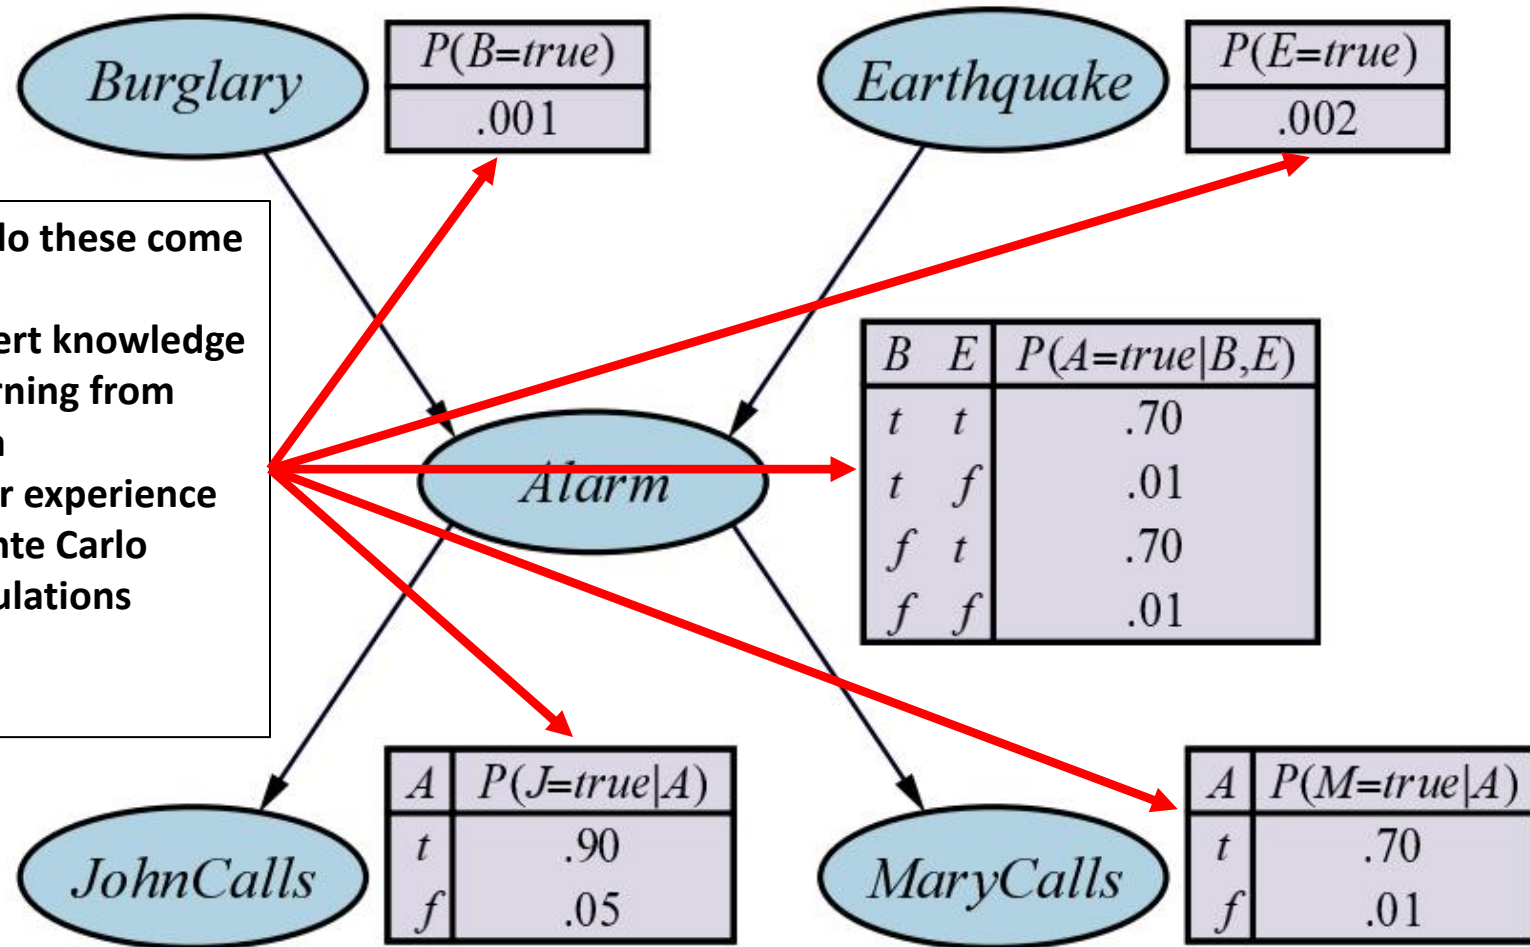 Burglary
P(B=true)
.001
Earthquake
P(E=true)
.002
do these come
ert knowledge
rning from
r experience
nte Carlo
ulations
Alarm
B E P(A=true|B,E)
t t .70
t f .01
f t .70
f f .01
JohnCalls
A P(J=true|A)
t .90
f .05
MaryCalls
A P(M=true|A)
t .70
f .01